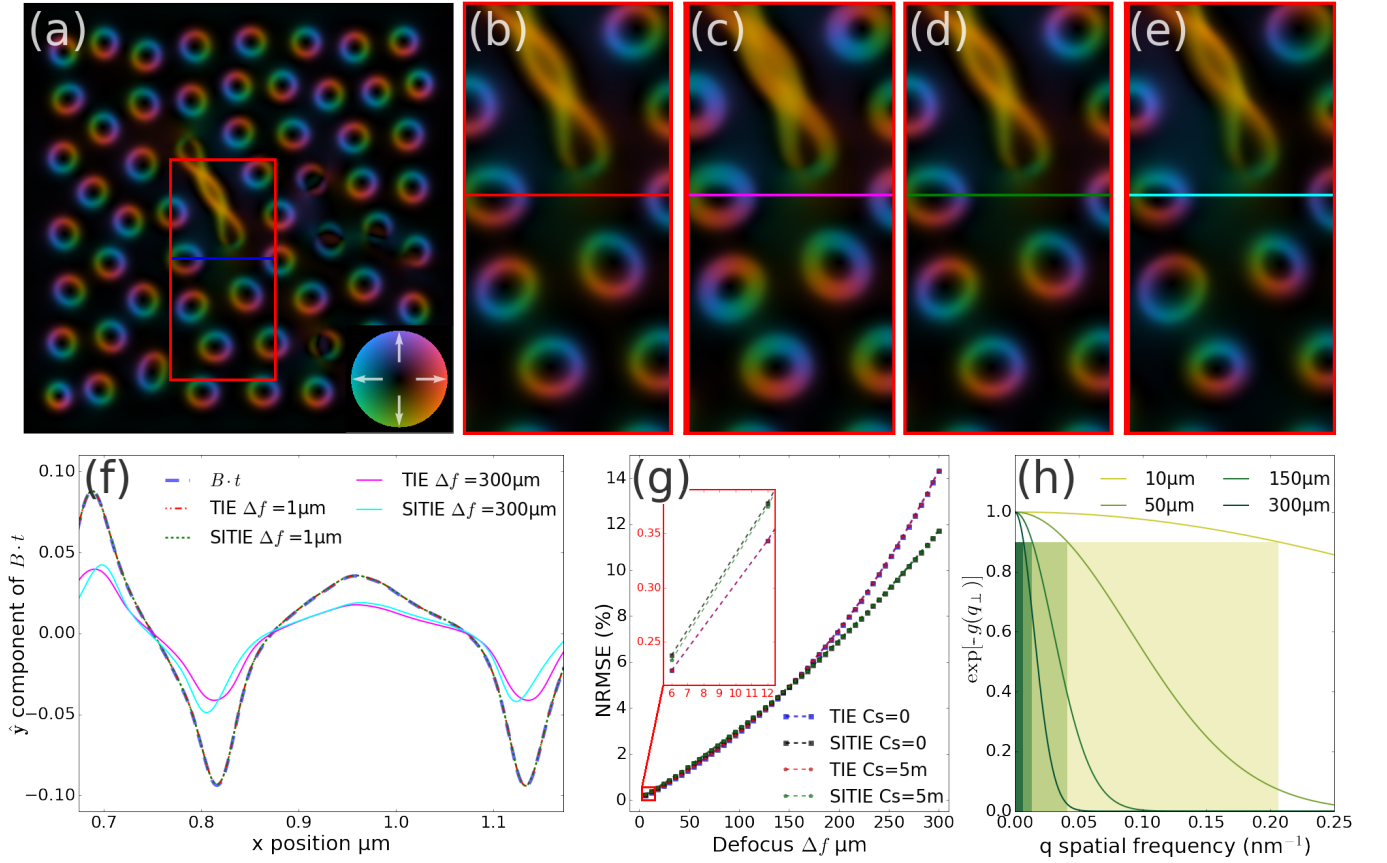 (a)
(b)
(c)
(d)
(e)
(f)
B · t
TIE Δf =1μm
SITIE Δf =1μm
TIE Δf =300μm
SITIE Δf =300μm
0.10
0.05
0.00
−0.05
−0.10
ŷ component of B · t
0.7
0.8
0.9
1.0
1.1
x position μm
(g)
14
12
10
8
6
4
2
0
NRMSE (%)
0.35
0.30
0.25
6 7 8 9 10 11 12
TIE Cs=0
SITIE Cs=0
TIE Cs=5m
SITIE Cs=5m
0 50 100 150 200 250 300
Defocus Δf μm
(h)
10μm
50μm
150μm
300μm
1.0
0.8
0.6
0.4
0.2
0.0
exp[-g(q⊥)]
0.00 0.05 0.10 0.15 0.20 0.25
q spatial frequency (nm⁻¹)